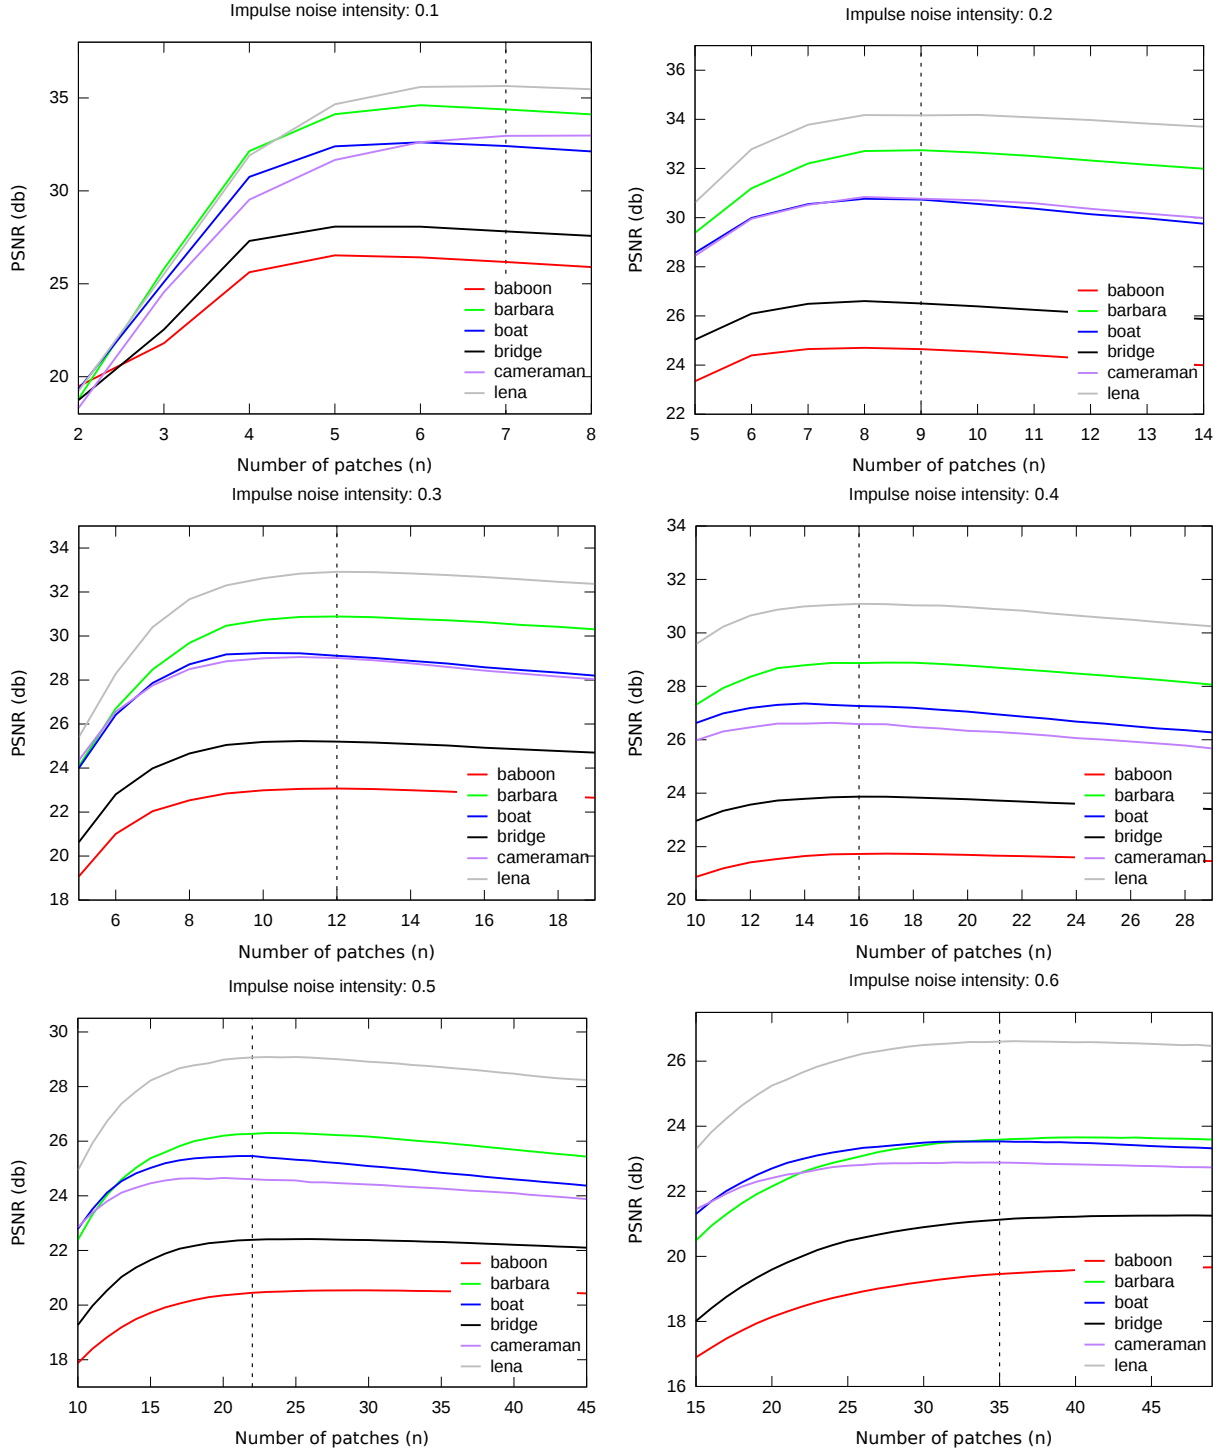 Impulse noise intensity: 0.1
PSNR (db)
35
30
25
20
2 3 4 5 6 7 8
Number of patches (n)
baboon
barbara
boat
bridge
cameraman
lena
Impulse noise intensity: 0.2
PSNR (db)
36
34
32
30
28
26
24
22
5 6 7 8 9 10 11 12 13 14
Number of patches (n)
baboon
barbara
boat
bridge
cameraman
lena
Impulse noise intensity: 0.3
PSNR (db)
34
32
30
28
26
24
22
20
18
6 8 10 12 14 16 18
Number of patches (n)
baboon
barbara
boat
bridge
cameraman
lena
Impulse noise intensity: 0.4
PSNR (db)
34
32
30
28
26
24
22
20
10 12 14 16 18 20 22 24 26 28
Number of patches (n)
baboon
barbara
boat
bridge
cameraman
lena
Impulse noise intensity: 0.5
PSNR (db)
30
28
26
24
22
20
18
10 15 20 25 30 35 40 45
Number of patches (n)
baboon
barbara
boat
bridge
cameraman
lena
Impulse noise intensity: 0.6
PSNR (db)
26
24
22
20
18
16
15 20 25 30 35 40 45
Number of patches (n)
baboon
barbara
boat
bridge
cameraman
lena